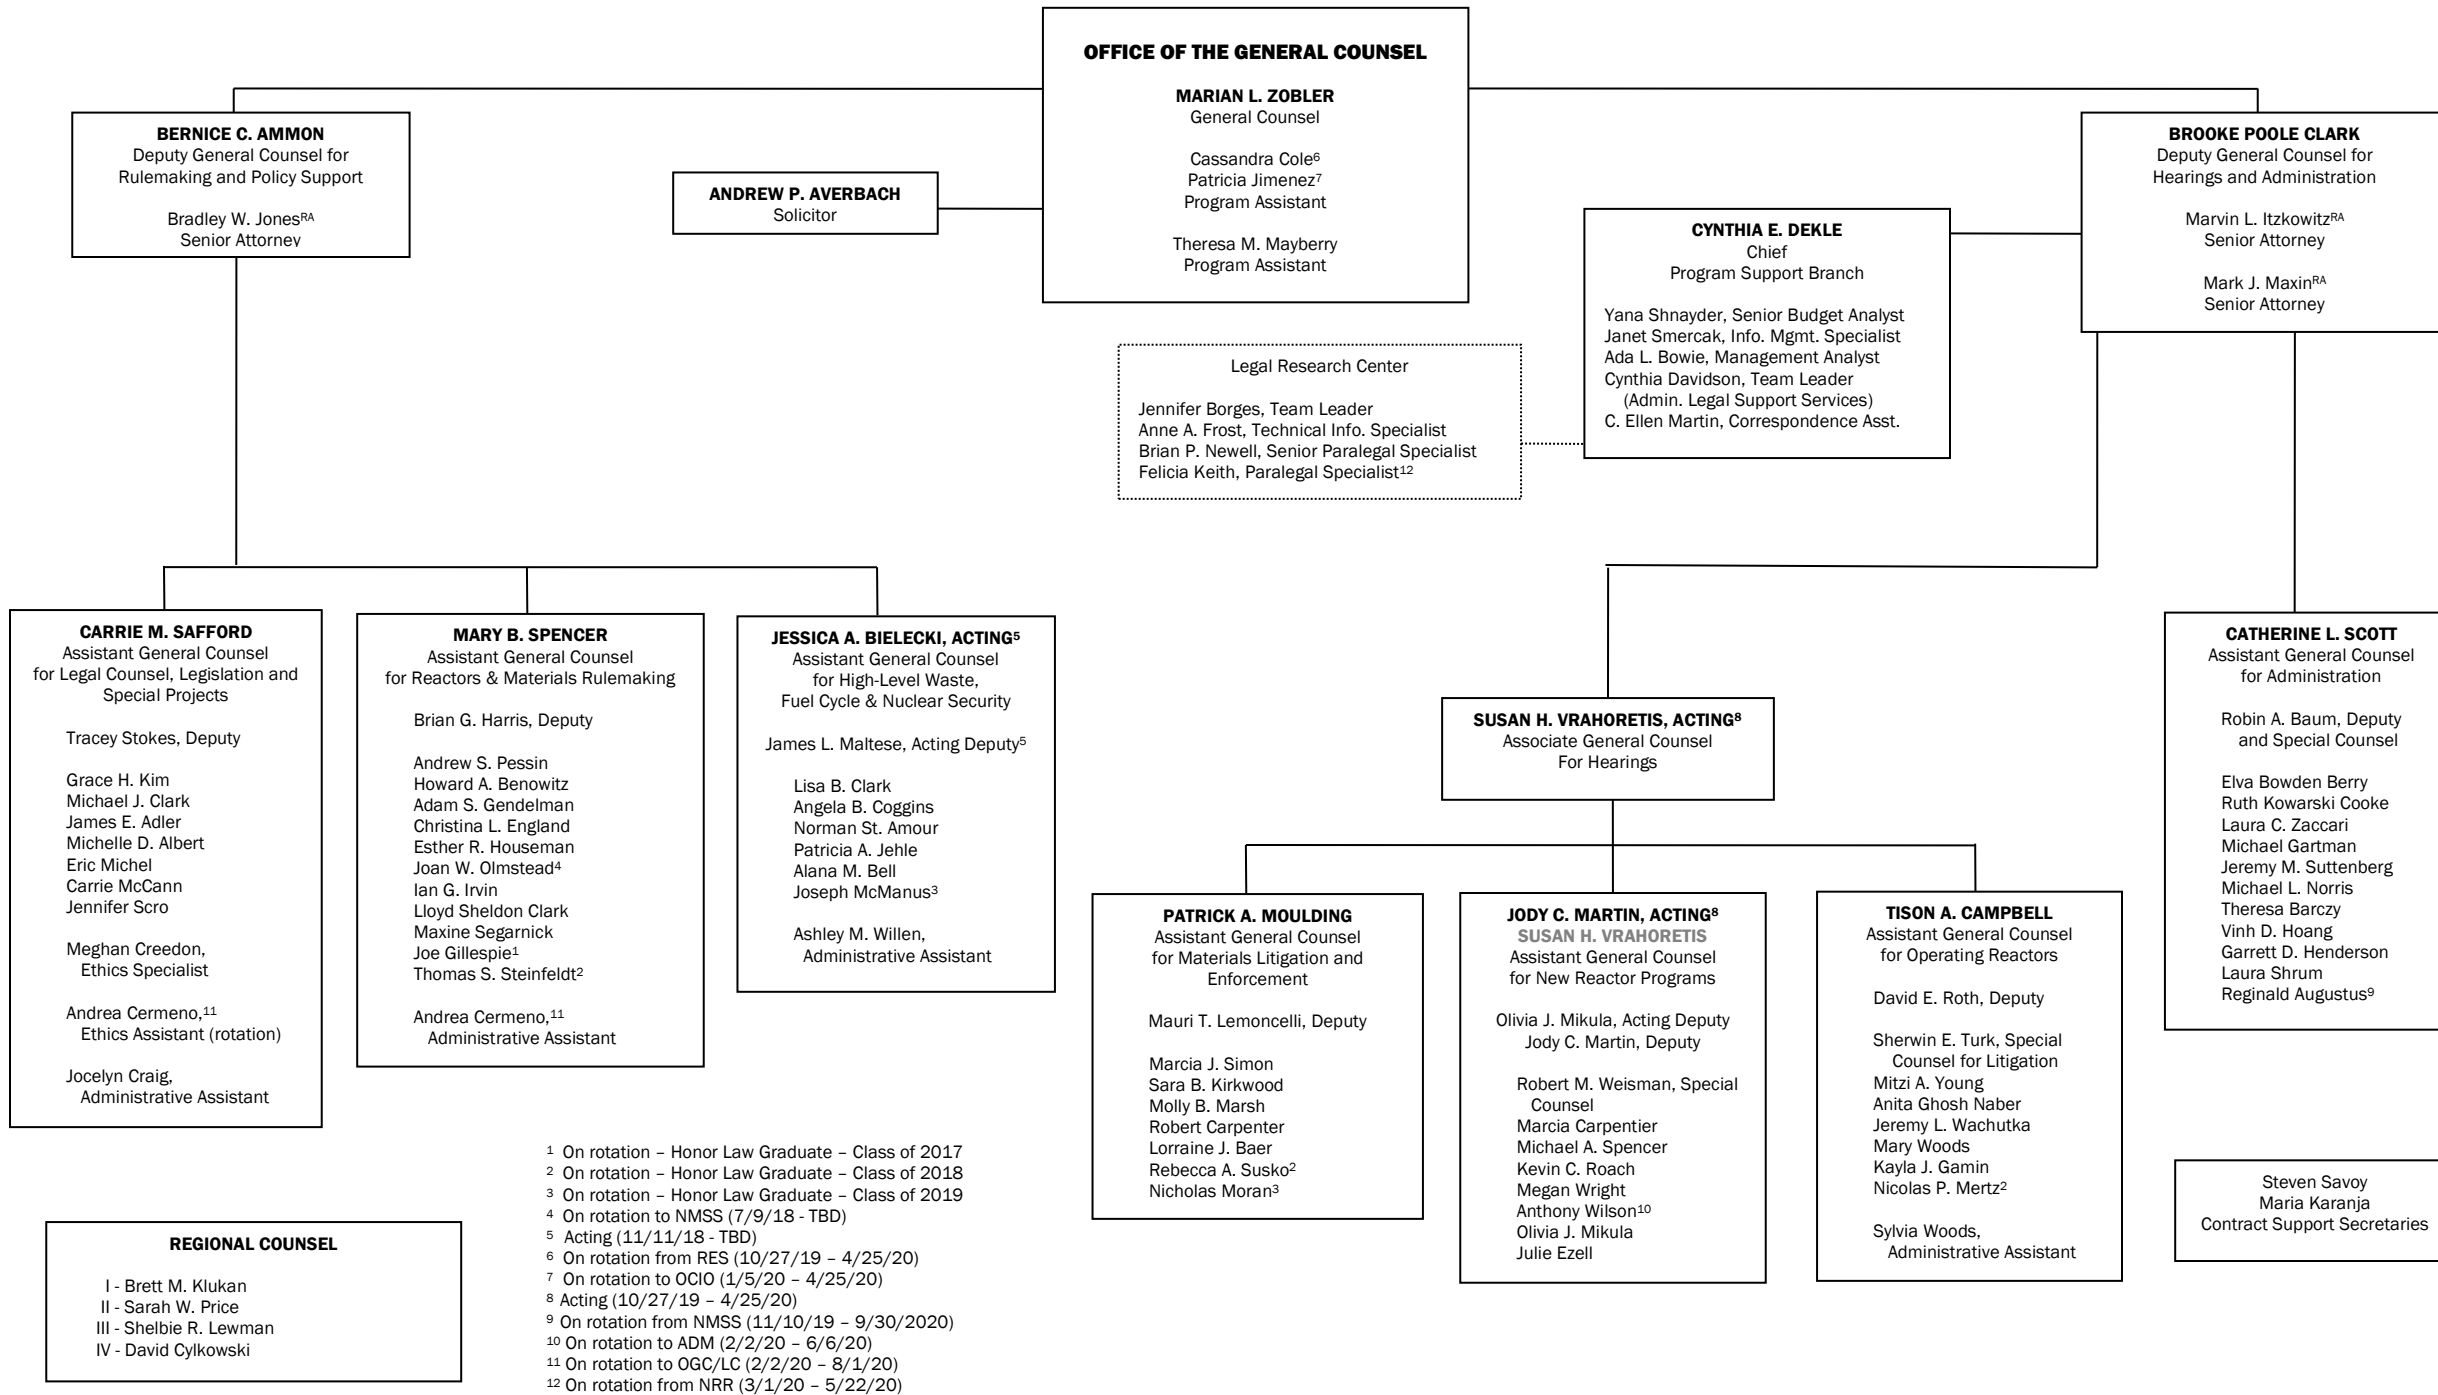 OFFICE OF THE GENERAL COUNSEL
MARIAN L. ZOBLER
General Counsel
Cassandra Cole⁶
Patricia Jimenez⁷
Program Assistant
Theresa M. Mayberry
Program Assistant
BERNICE C. AMMON
Deputy General Counsel for
Rulemaking and Policy Support
Bradley W. Jonesᴿᴬ
Senior Attorney
ANDREW P. AVERBACH
Solicitor
BROOKE POOLE CLARK
Deputy General Counsel for
Hearings and Administration
Marvin L. Itzkowitzᴿᴬ
Senior Attorney
Mark J. Maxinᴿᴬ
Senior Attorney
CYNTHIA E. DEKLE
Chief
Program Support Branch
Yana Shnayder, Senior Budget Analyst
Janet Smercak, Info. Mgmt. Specialist
Ada L. Bowie, Management Analyst
Cynthia Davidson, Team Leader
(Admin. Legal Support Services)
C. Ellen Martin, Correspondence Asst.
Legal Research Center
Jennifer Borges, Team Leader
Anne A. Frost, Technical Info. Specialist
Brian P. Newell, Senior Paralegal Specialist
Felicia Keith, Paralegal Specialist¹²
CARRIE M. SAFFORD
Assistant General Counsel
for Legal Counsel, Legislation and
Special Projects
Tracey Stokes, Deputy
Grace H. Kim
Michael J. Clark
James E. Adler
Michelle D. Albert
Eric Michel
Carrie McCann
Jennifer Scro
Meghan Creedon,
Ethics Specialist
Andrea Cermeno,¹¹
Ethics Assistant (rotation)
Jocelyn Craig,
Administrative Assistant
MARY B. SPENCER
Assistant General Counsel
for Reactors & Materials Rulemaking
Brian G. Harris, Deputy
Andrew S. Pessin
Howard A. Benowitz
Adam S. Gendelman
Christina L. England
Esther R. Houseman
Joan W. Olmstead⁴
Ian G. Irvin
Lloyd Sheldon Clark
Maxine Segarnick
Joe Gillespie¹
Thomas S. Steinfeldt²
Andrea Cermeno,¹¹
Administrative Assistant
JESSICA A. BIELECKI, ACTING⁵
Assistant General Counsel
for High-Level Waste,
Fuel Cycle & Nuclear Security
James L. Maltese, Acting Deputy⁵
Lisa B. Clark
Angela B. Coggins
Norman St. Amour
Patricia A. Jehle
Alana M. Bell
Joseph McManus³
Ashley M. Willen,
Administrative Assistant
SUSAN H. VRAHORETIS, ACTING⁸
Associate General Counsel
For Hearings
PATRICK A. MOULDING
Assistant General Counsel
for Materials Litigation and
Enforcement
Mauri T. Lemoncelli, Deputy
Marcia J. Simon
Sara B. Kirkwood
Molly B. Marsh
Robert Carpenter
Lorraine J. Baer
Rebecca A. Susko²
Nicholas Moran³
JODY C. MARTIN, ACTING⁸
SUSAN H. VRAHORETIS
Assistant General Counsel
for New Reactor Programs
Olivia J. Mikula, Acting Deputy
Jody C. Martin, Deputy
Robert M. Weisman, Special
Counsel
Marcia Carpentier
Michael A. Spencer
Kevin C. Roach
Megan Wright
Anthony Wilson¹⁰
Olivia J. Mikula
Julie Ezell
TISON A. CAMPBELL
Assistant General Counsel
for Operating Reactors
David E. Roth, Deputy
Sherwin E. Turk, Special
Counsel for Litigation
Mitzi A. Young
Anita Ghosh Naber
Jeremy L. Wachutka
Mary Woods
Kayla J. Gamin
Nicolas P. Mertz²
Sylvia Woods,
Administrative Assistant
CATHERINE L. SCOTT
Assistant General Counsel
for Administration
Robin A. Baum, Deputy
and Special Counsel
Elva Bowden Berry
Ruth Kowarski Cooke
Laura C. Zaccari
Michael Gartman
Jeremy M. Suttenberg
Michael L. Norris
Theresa Barczy
Vinh D. Hoang
Garrett D. Henderson
Laura Shrum
Reginald Augustus⁹
Steven Savoy
Maria Karanja
Contract Support Secretaries
REGIONAL COUNSEL
I - Brett M. Klukan
II - Sarah W. Price
III - Shelbie R. Lewman
IV - David Cylkowski
¹ On rotation – Honor Law Graduate – Class of 2017
² On rotation – Honor Law Graduate – Class of 2018
³ On rotation – Honor Law Graduate – Class of 2019
⁴ On rotation to NMSS (7/9/18 - TBD)
⁵ Acting (11/11/18 - TBD)
⁶ On rotation from RES (10/27/19 – 4/25/20)
⁷ On rotation to OCIO (1/5/20 – 4/25/20)
⁸ Acting (10/27/19 – 4/25/20)
⁹ On rotation from NMSS (11/10/19 – 9/30/2020)
¹⁰ On rotation to ADM (2/2/20 – 6/6/20)
¹¹ On rotation to OGC/LC (2/2/20 – 8/1/20)
¹² On rotation from NRR (3/1/20 – 5/22/20)